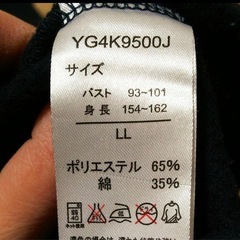 YG4K9500J
サイズ
バスト 93~101
身長 154~162
LL
ポリエステル 65%
綿 35%